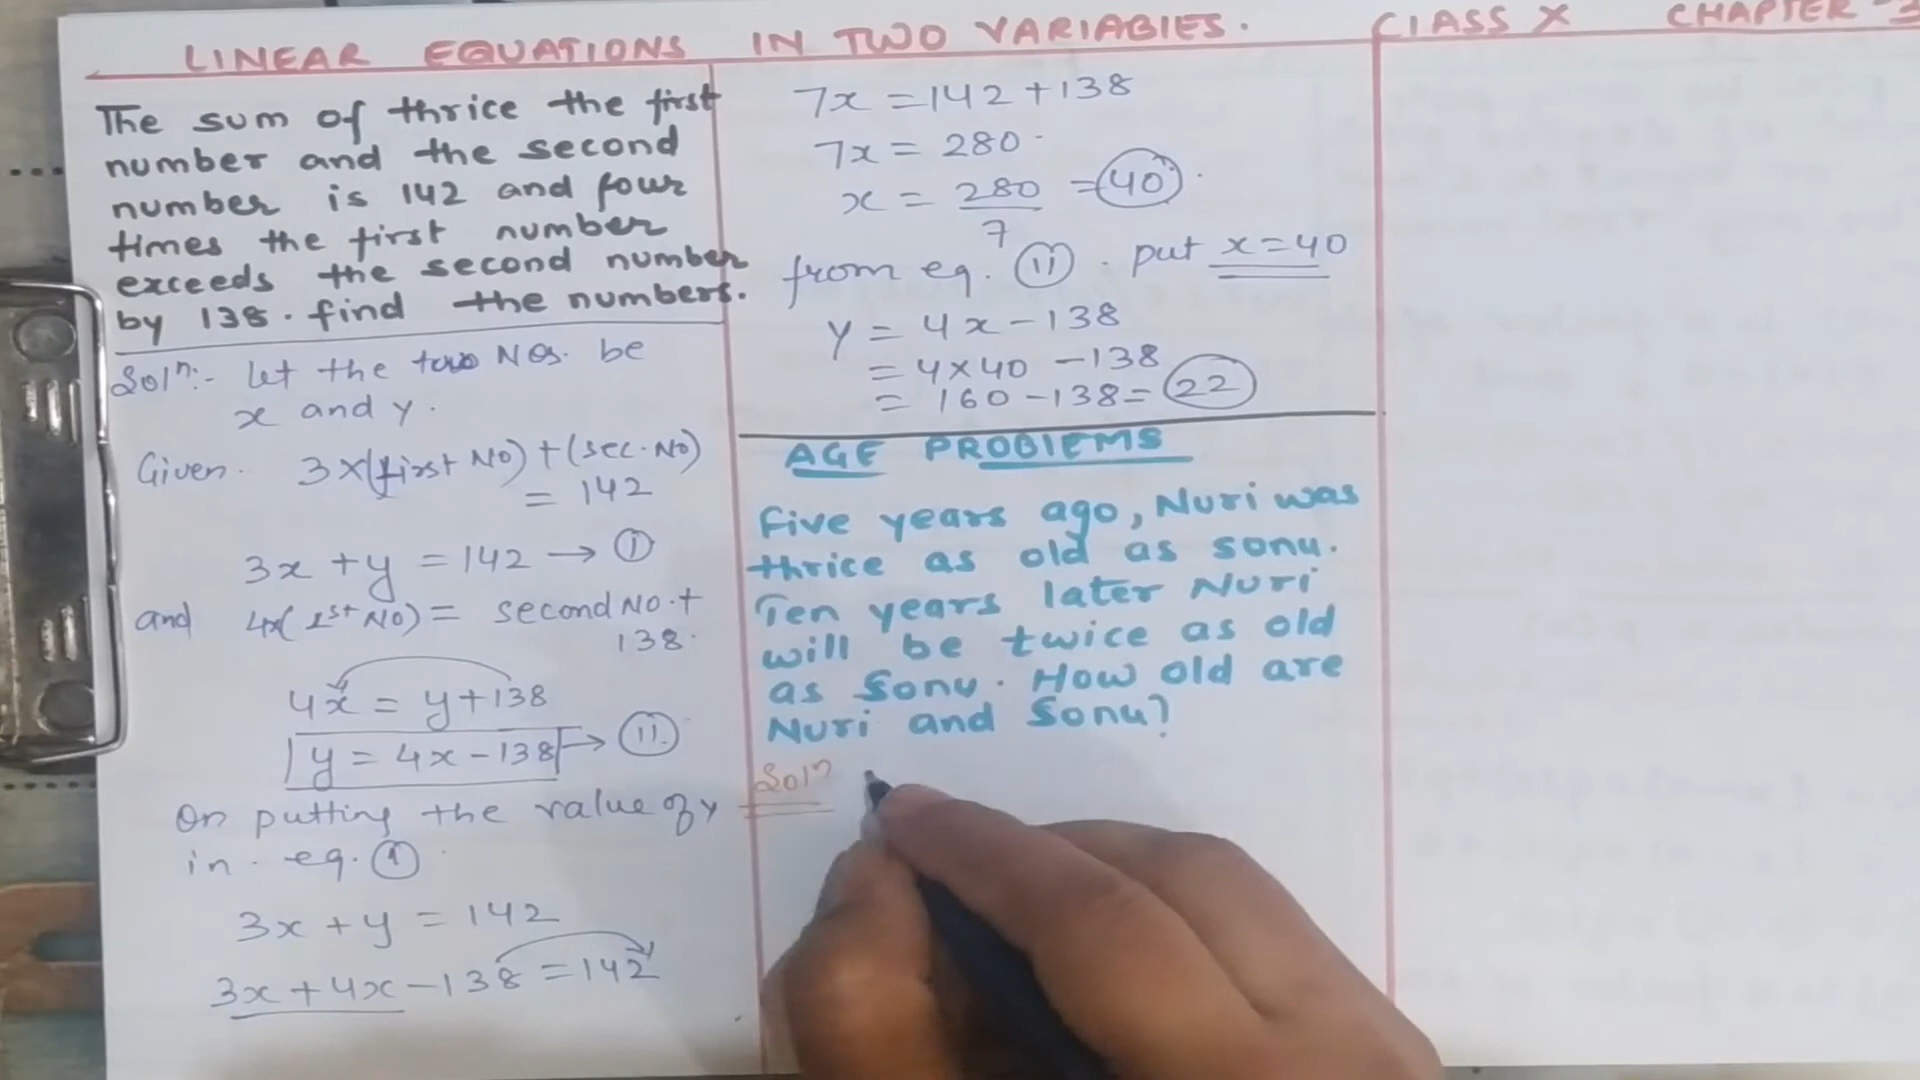 LINEAR EQUATIONS IN TWO VARIABLES. CLASS X CHAPTER-3
The sum of thrice the first
number and the second
number is 142 and four
times the first number
exceeds the second number
by 138. find the numbers.
Solⁿ:- Let the two NOs. be
x and y.
Given. 3×(first NO) + (sec. NO)
= 142
3x + y = 142 → (I)
and 4×(1st NO) = second NO. +
138.
4x = y + 138
y = 4x - 138 → (II)
On putting the value of y
in eq. (1)
3x + y = 142
3x + 4x - 138 = 142
7x = 142 + 138
7x = 280
x = 280/7 = 40.
from eq. (II). put x = 40
y = 4x - 138
= 4×40 - 138
= 160 - 138 = 22
AGE PROBLEMS
Five years ago, Nuri was
thrice as old as sonu.
Ten years later Nuri
will be twice as old
as Sonu. How old are
Nuri and Sonu?
Solⁿ